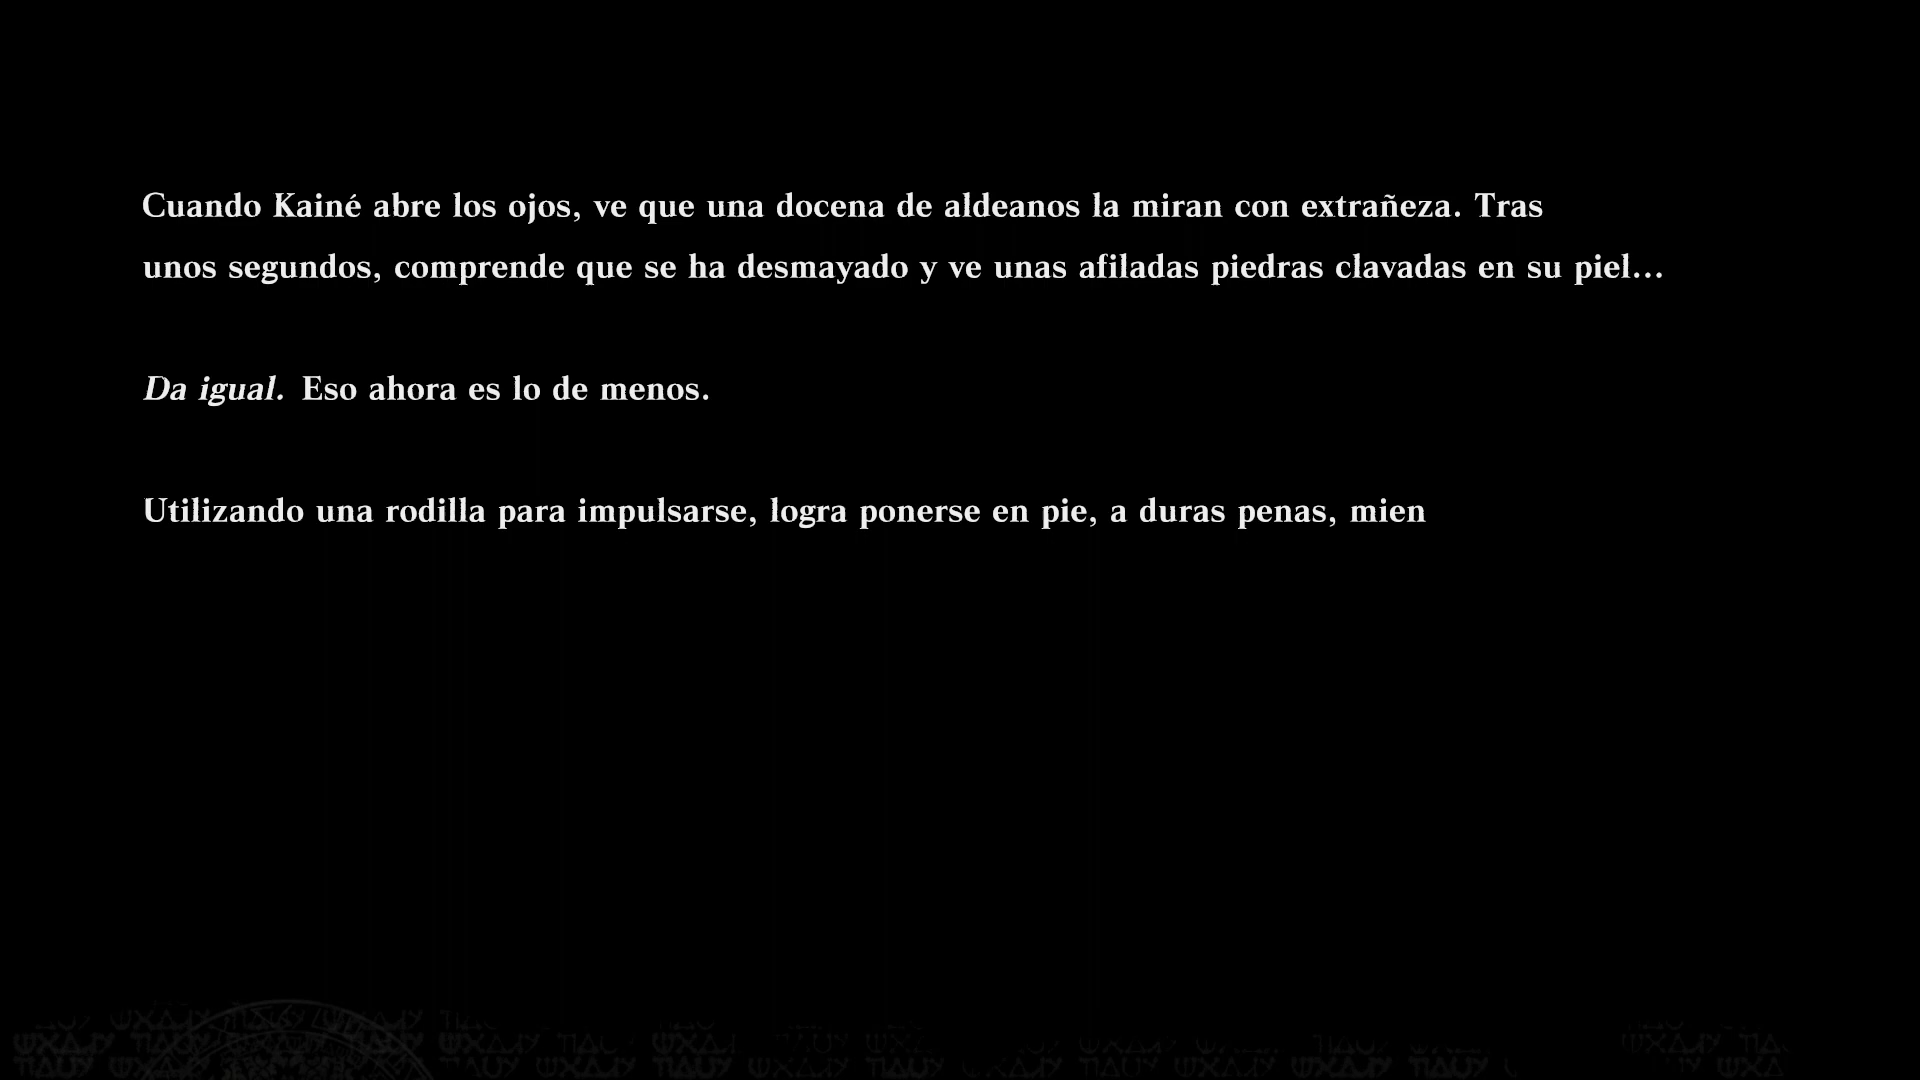 Cuando Kainé abre los ojos, ve que una docena de aldeanos la miran con extrañeza. Tras
unos segundos, comprende que se ha desmayado y ve unas afiladas piedras clavadas en su piel...
Da igual. Eso ahora es lo de menos.
Utilizando una rodilla para impulsarse, logra ponerse en pie, a duras penas, mien